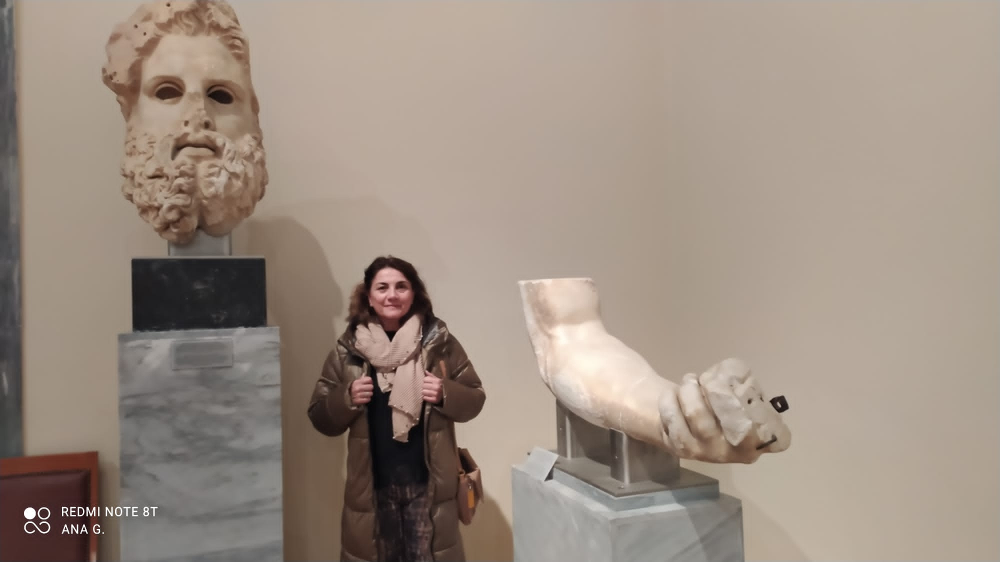 REDMI NOTE 8T
ANA G.